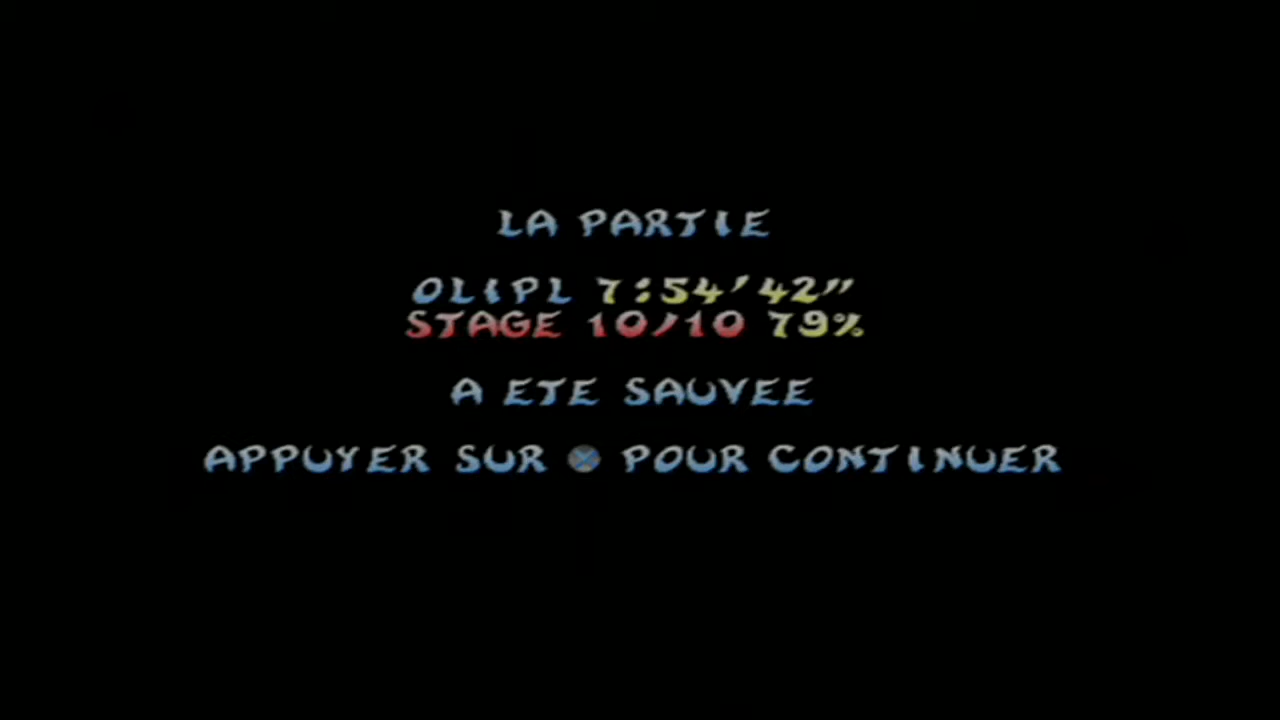 LA PARTIE
OLIPL 7:54'42"
STAGE 10/10 79%
A ETE SAUVEE
APPUYER SUR ⓧ POUR CONTINUER